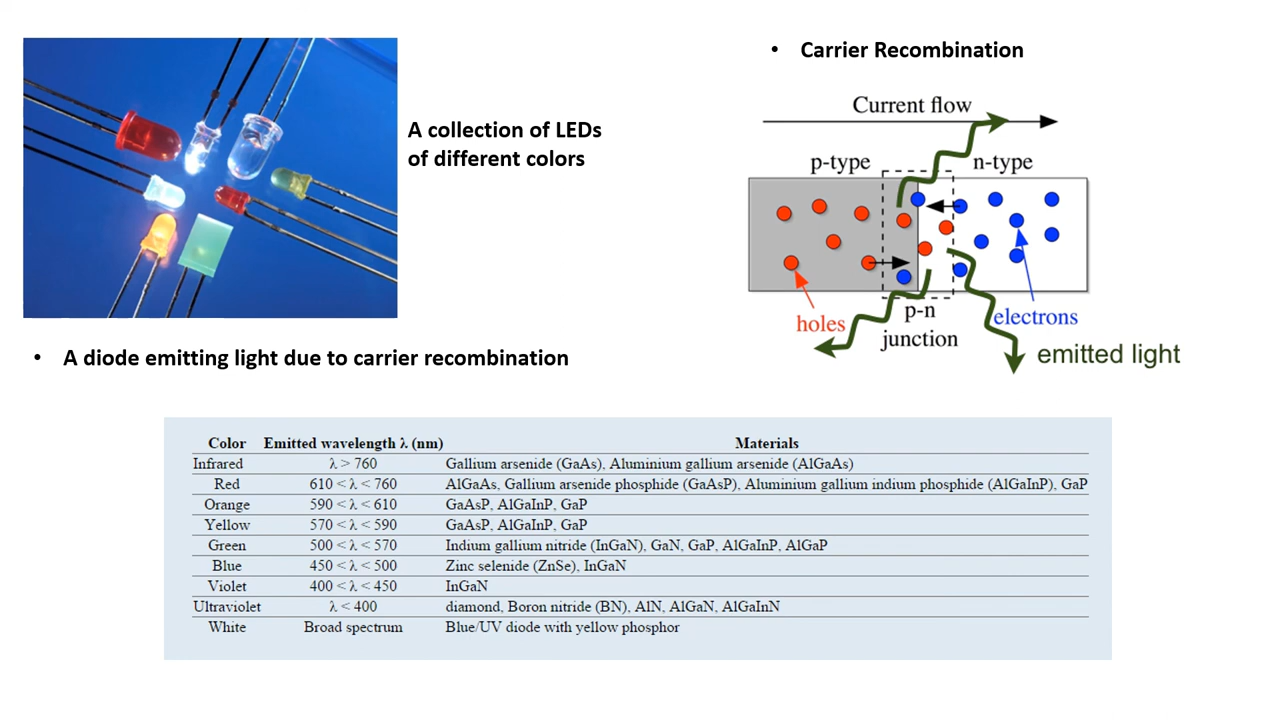 • Carrier Recombination
Current flow
A collection of LEDs
of different colors
p-type
n-type
holes
p-n
junction
electrons
emitted light
• A diode emitting light due to carrier recombination
Color Emitted wavelength λ (nm) Materials
Infrared λ > 760 Gallium arsenide (GaAs), Aluminium gallium arsenide (AlGaAs)
Red 610 < λ < 760 AlGaAs, Gallium arsenide phosphide (GaAsP), Aluminium gallium indium phosphide (AlGaInP), GaP
Orange 590 < λ < 610 GaAsP, AlGaInP, GaP
Yellow 570 < λ < 590 GaAsP, AlGaInP, GaP
Green 500 < λ < 570 Indium gallium nitride (InGaN), GaN, GaP, AlGaInP, AlGaP
Blue 450 < λ < 500 Zinc selenide (ZnSe), InGaN
Violet 400 < λ < 450 InGaN
Ultraviolet λ < 400 diamond, Boron nitride (BN), AlN, AlGaN, AlGaInN
White Broad spectrum Blue/UV diode with yellow phosphor